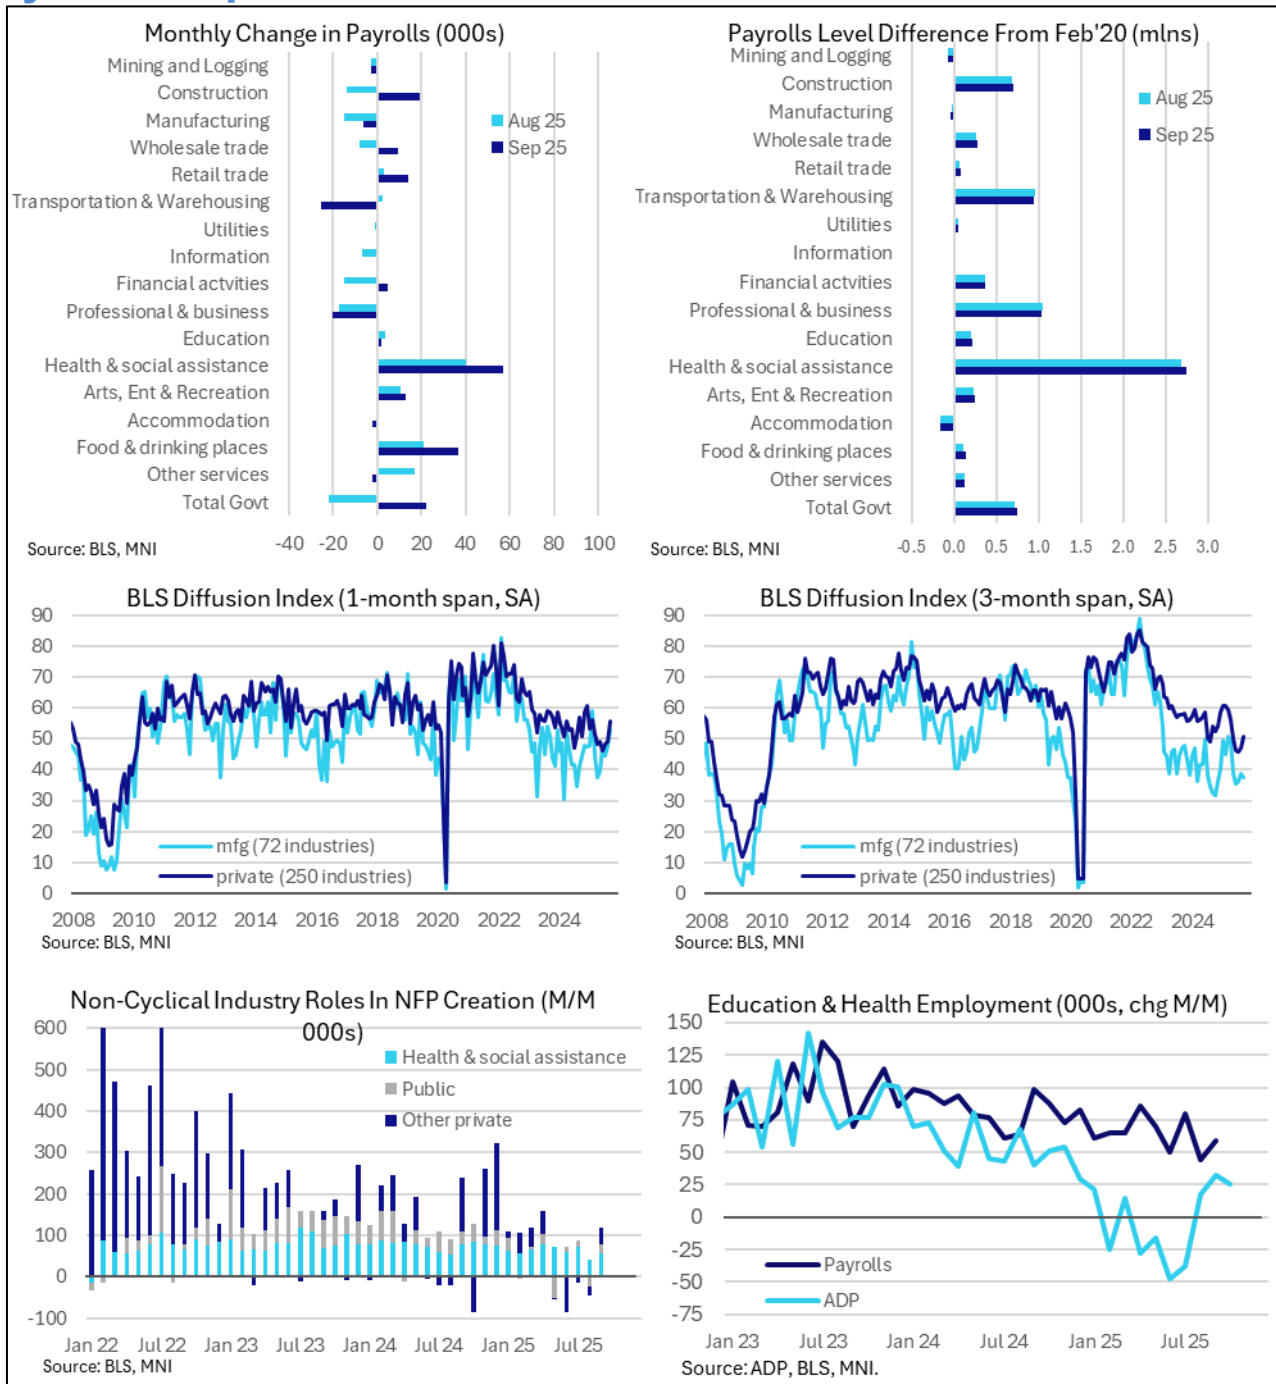 Monthly Change in Payrolls (000s)
Mining and Logging
Construction
Manufacturing
Wholesale trade
Retail trade
Transportation & Warehousing
Utilities
Information
Financial actvities
Professional & business
Education
Health & social assistance
Arts, Ent & Recreation
Accommodation
Food & drinking places
Other services
Total Govt
Aug 25
Sep 25
-40 -20 0 20 40 60 80 100
Source: BLS, MNI
Payrolls Level Difference From Feb'20 (mlns)
Mining and Logging
Construction
Manufacturing
Wholesale trade
Retail trade
Transportation & Warehousing
Utilities
Information
Financial actvities
Professional & business
Education
Health & social assistance
Arts, Ent & Recreation
Accommodation
Food & drinking places
Other services
Total Govt
Aug 25
Sep 25
-0.5 0.0 0.5 1.0 1.5 2.0 2.5 3.0
Source: BLS, MNI
BLS Diffusion Index (1-month span, SA)
90
80
70
60
50
40
30
20
10
0
mfg (72 industries)
private (250 industries)
2008 2010 2012 2014 2016 2018 2020 2022 2024
Source: BLS, MNI
BLS Diffusion Index (3-month span, SA)
90
80
70
60
50
40
30
20
10
0
mfg (72 industries)
private (250 industries)
2008 2010 2012 2014 2016 2018 2020 2022 2024
Source: BLS, MNI
Non-Cyclical Industry Roles In NFP Creation (M/M
000s)
600
500
400
300
200
100
0
-100
Health & social assistance
Public
Other private
Jan 22 Jul 22 Jan 23 Jul 23 Jan 24 Jul 24 Jan 25 Jul 25
Source: BLS, MNI
Education & Health Employment (000s, chg M/M)
150
125
100
75
50
25
0
-25
-50
-75
Payrolls
ADP
Jan 23 Jul 23 Jan 24 Jul 24 Jan 25 Jul 25
Source: ADP, BLS, MNI.